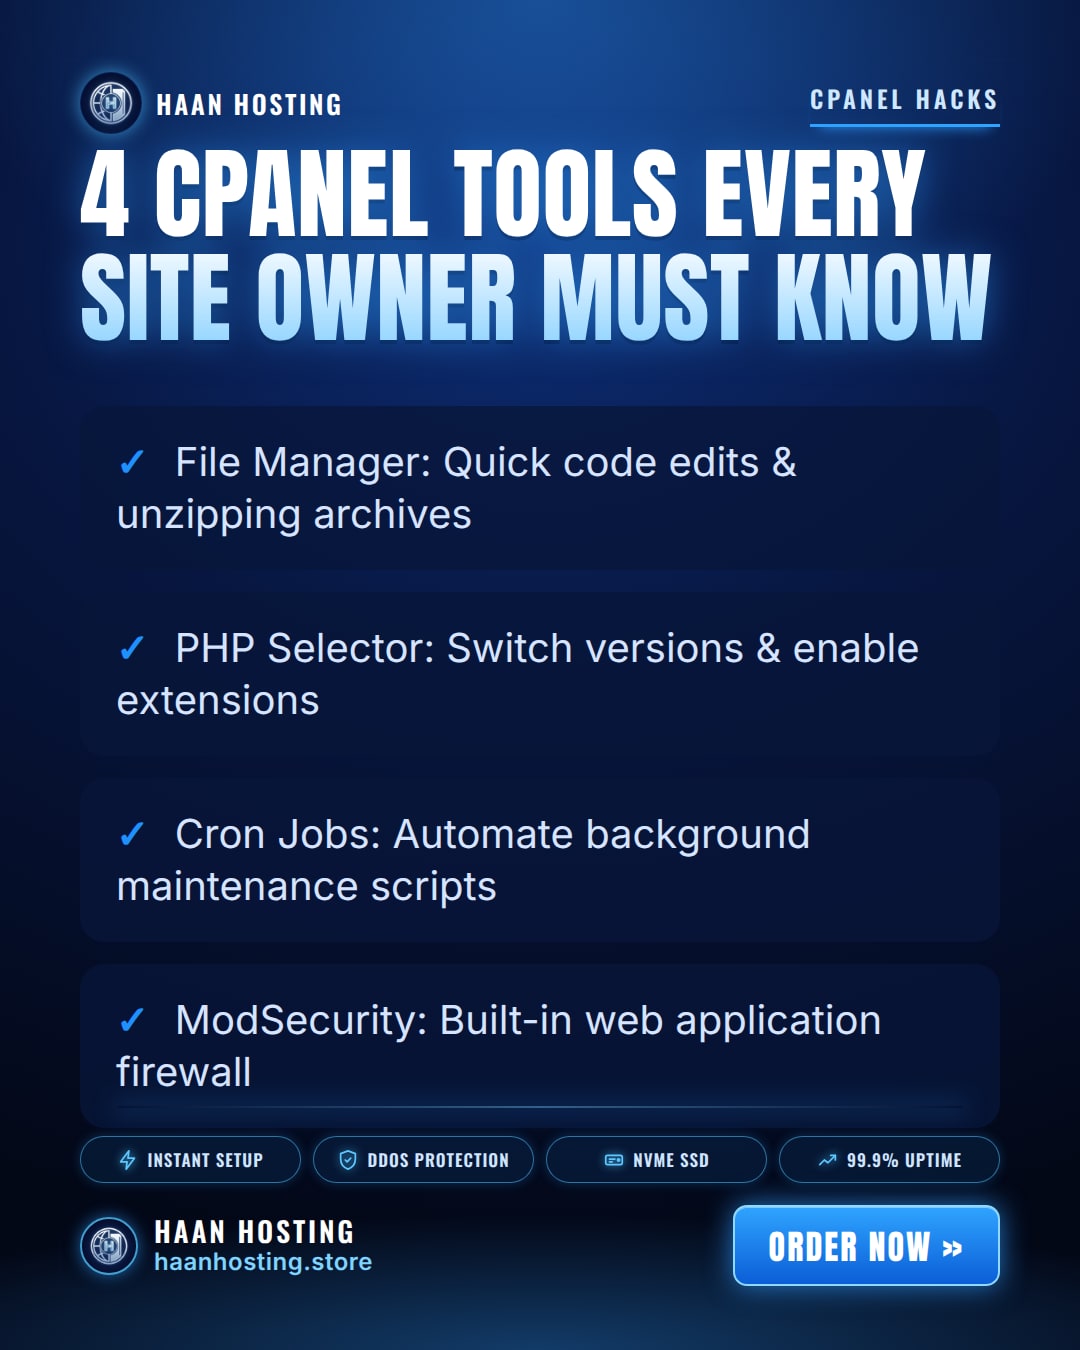 HAAN HOSTING
CPANEL HACKS
4 CPANEL TOOLS EVERY
SITE OWNER MUST KNOW
✓ File Manager: Quick code edits &
unzipping archives
✓ PHP Selector: Switch versions & enable
extensions
✓ Cron Jobs: Automate background
maintenance scripts
✓ ModSecurity: Built-in web application
firewall
INSTANT SETUP
DDOS PROTECTION
NVME SSD
99.9% UPTIME
HAAN HOSTING
haanhosting.store
ORDER NOW »